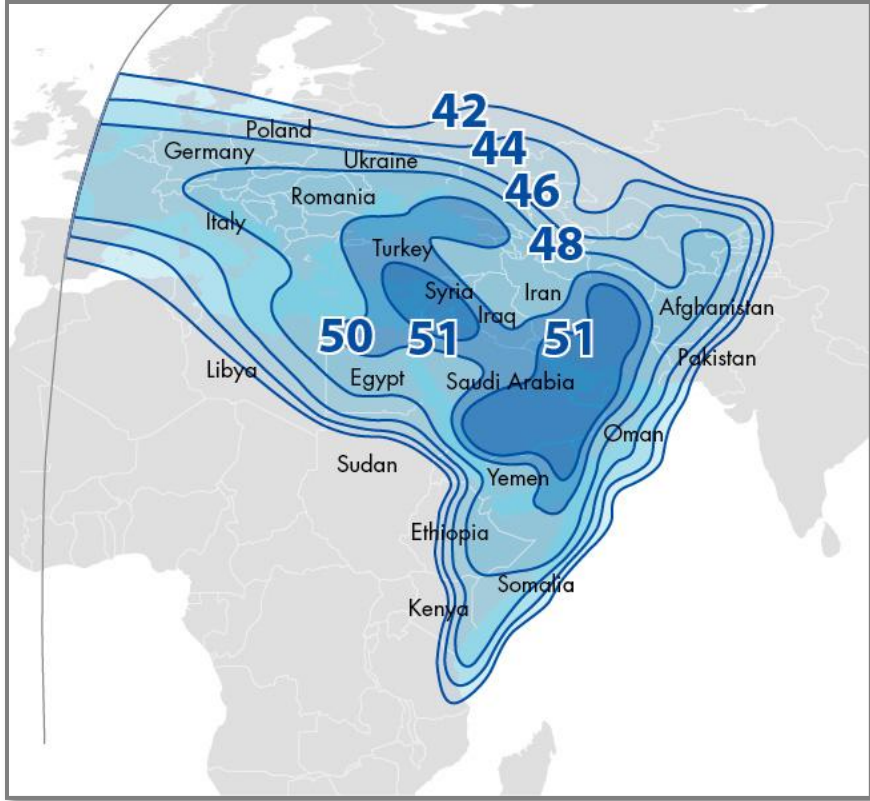 42
Poland
44
Germany
Ukraine
46
Romania
Italy
48
Turkey
Syria
Iran
Iraq
Afghanistan
50
51
51
Pakistan
Libya
Egypt
Saudi Arabia
Oman
Sudan
Yemen
Ethiopia
Somalia
Kenya